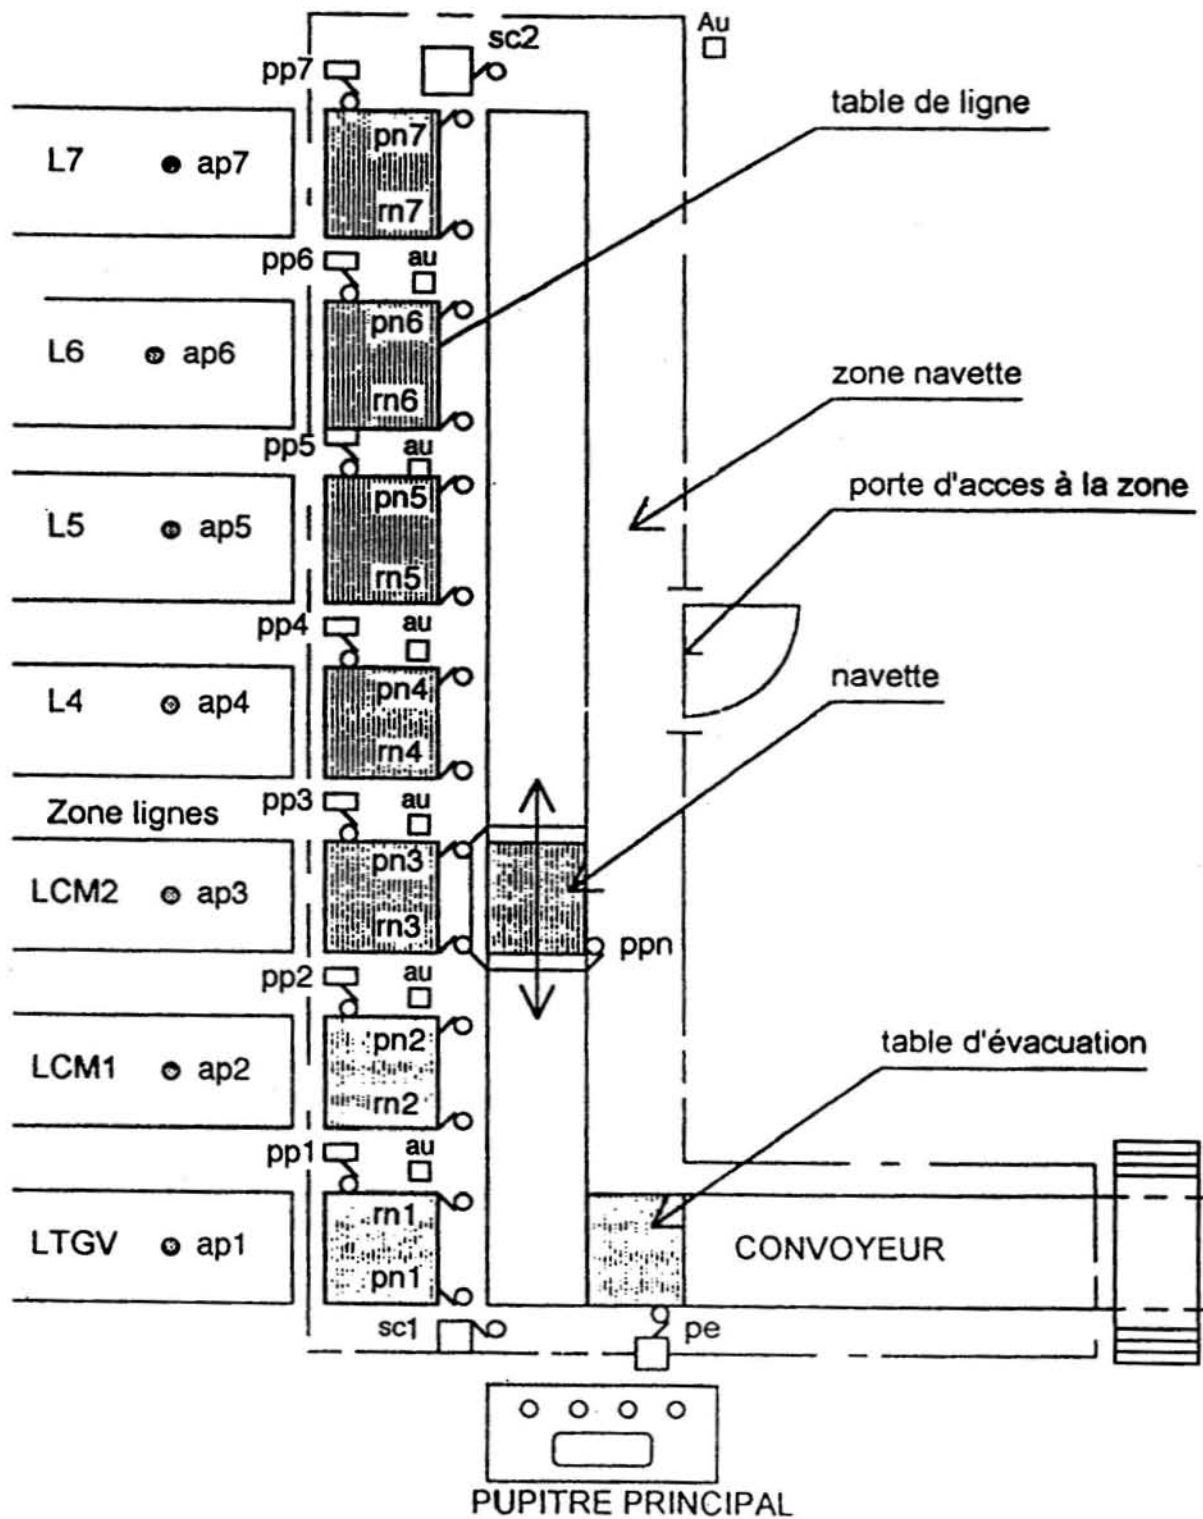 sc2
Au
pp7
table de ligne
pn7
L7 ap7
rn7
pp6
au
pn6
L6 ap6
zone navette
rn6
pp5
au
porte d'acces à la zone
pn5
L5 ap5
rn5
pp4
au
navette
pn4
L4 ap4
rn4
pp3
au
Zone lignes
pn3
LCM2 ap3
rn3
ppn
pp2
au
table d'évacuation
pn2
LCM1 ap2
rn2
pp1
au
rn1
LTGV ap1
CONVOYEUR
pn1
sc1
pe
PUPITRE PRINCIPAL